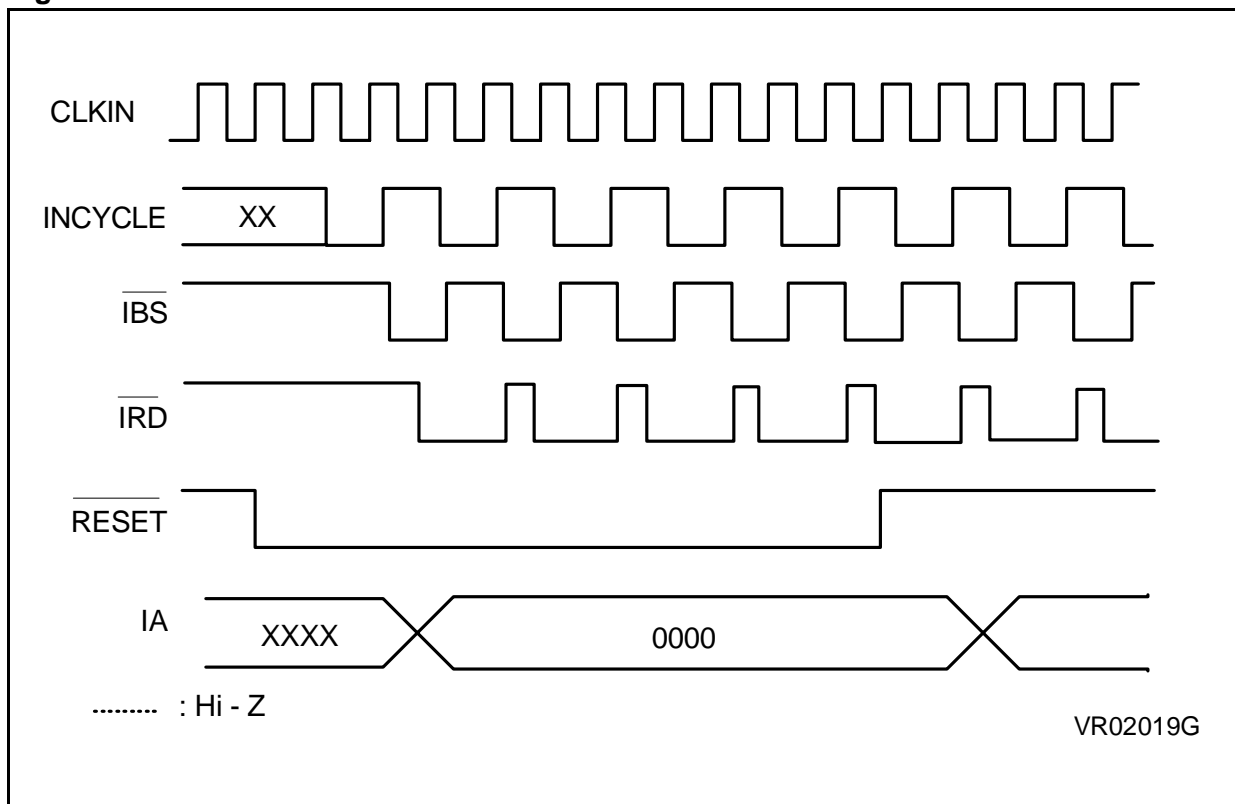 CLKIN
INCYCLE XX
IBS
IRD
RESET
IA XXXX 0000
......... : Hi - Z
VR02019G